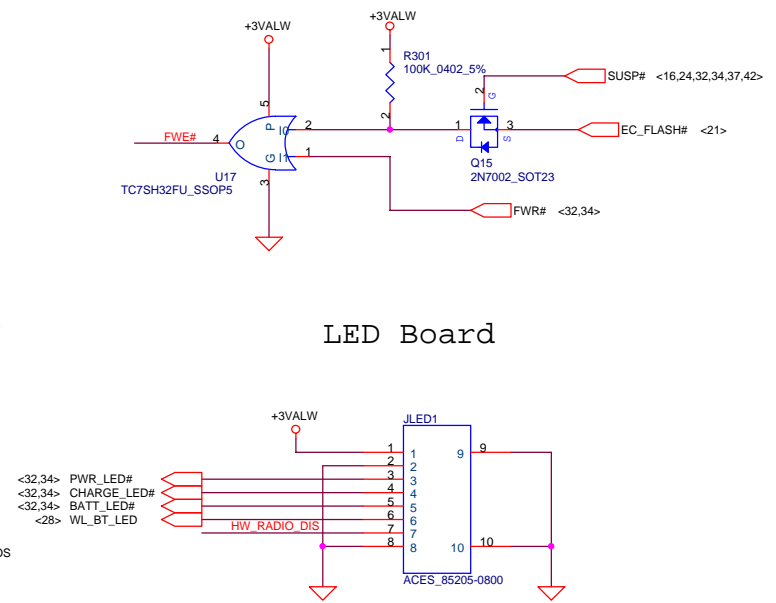 +3VALW
+3VALW
R301
100K_0402_5%
1
2
SUSP# <16,24,32,34,37,42>
2
G
5
P
FWE#
4
O
I0
2
1
D
3
S
EC_FLASH# <21>
G
I1
1
Q15
2N7002_SOT23
U17
TC7SH32FU_SSOP5
3
FWR# <32,34>
LED Board
+3VALW
JLED1
1 1 9 9
2 2
<32,34> PWR_LED# 3 3
<32,34> CHARGE_LED# 4 4
<32,34> BATT_LED# 5 5
<28> WL_BT_LED 6 6
HW_RADIO_DIS 7 7
8 8 10 10
OS
ACES_85205-0800